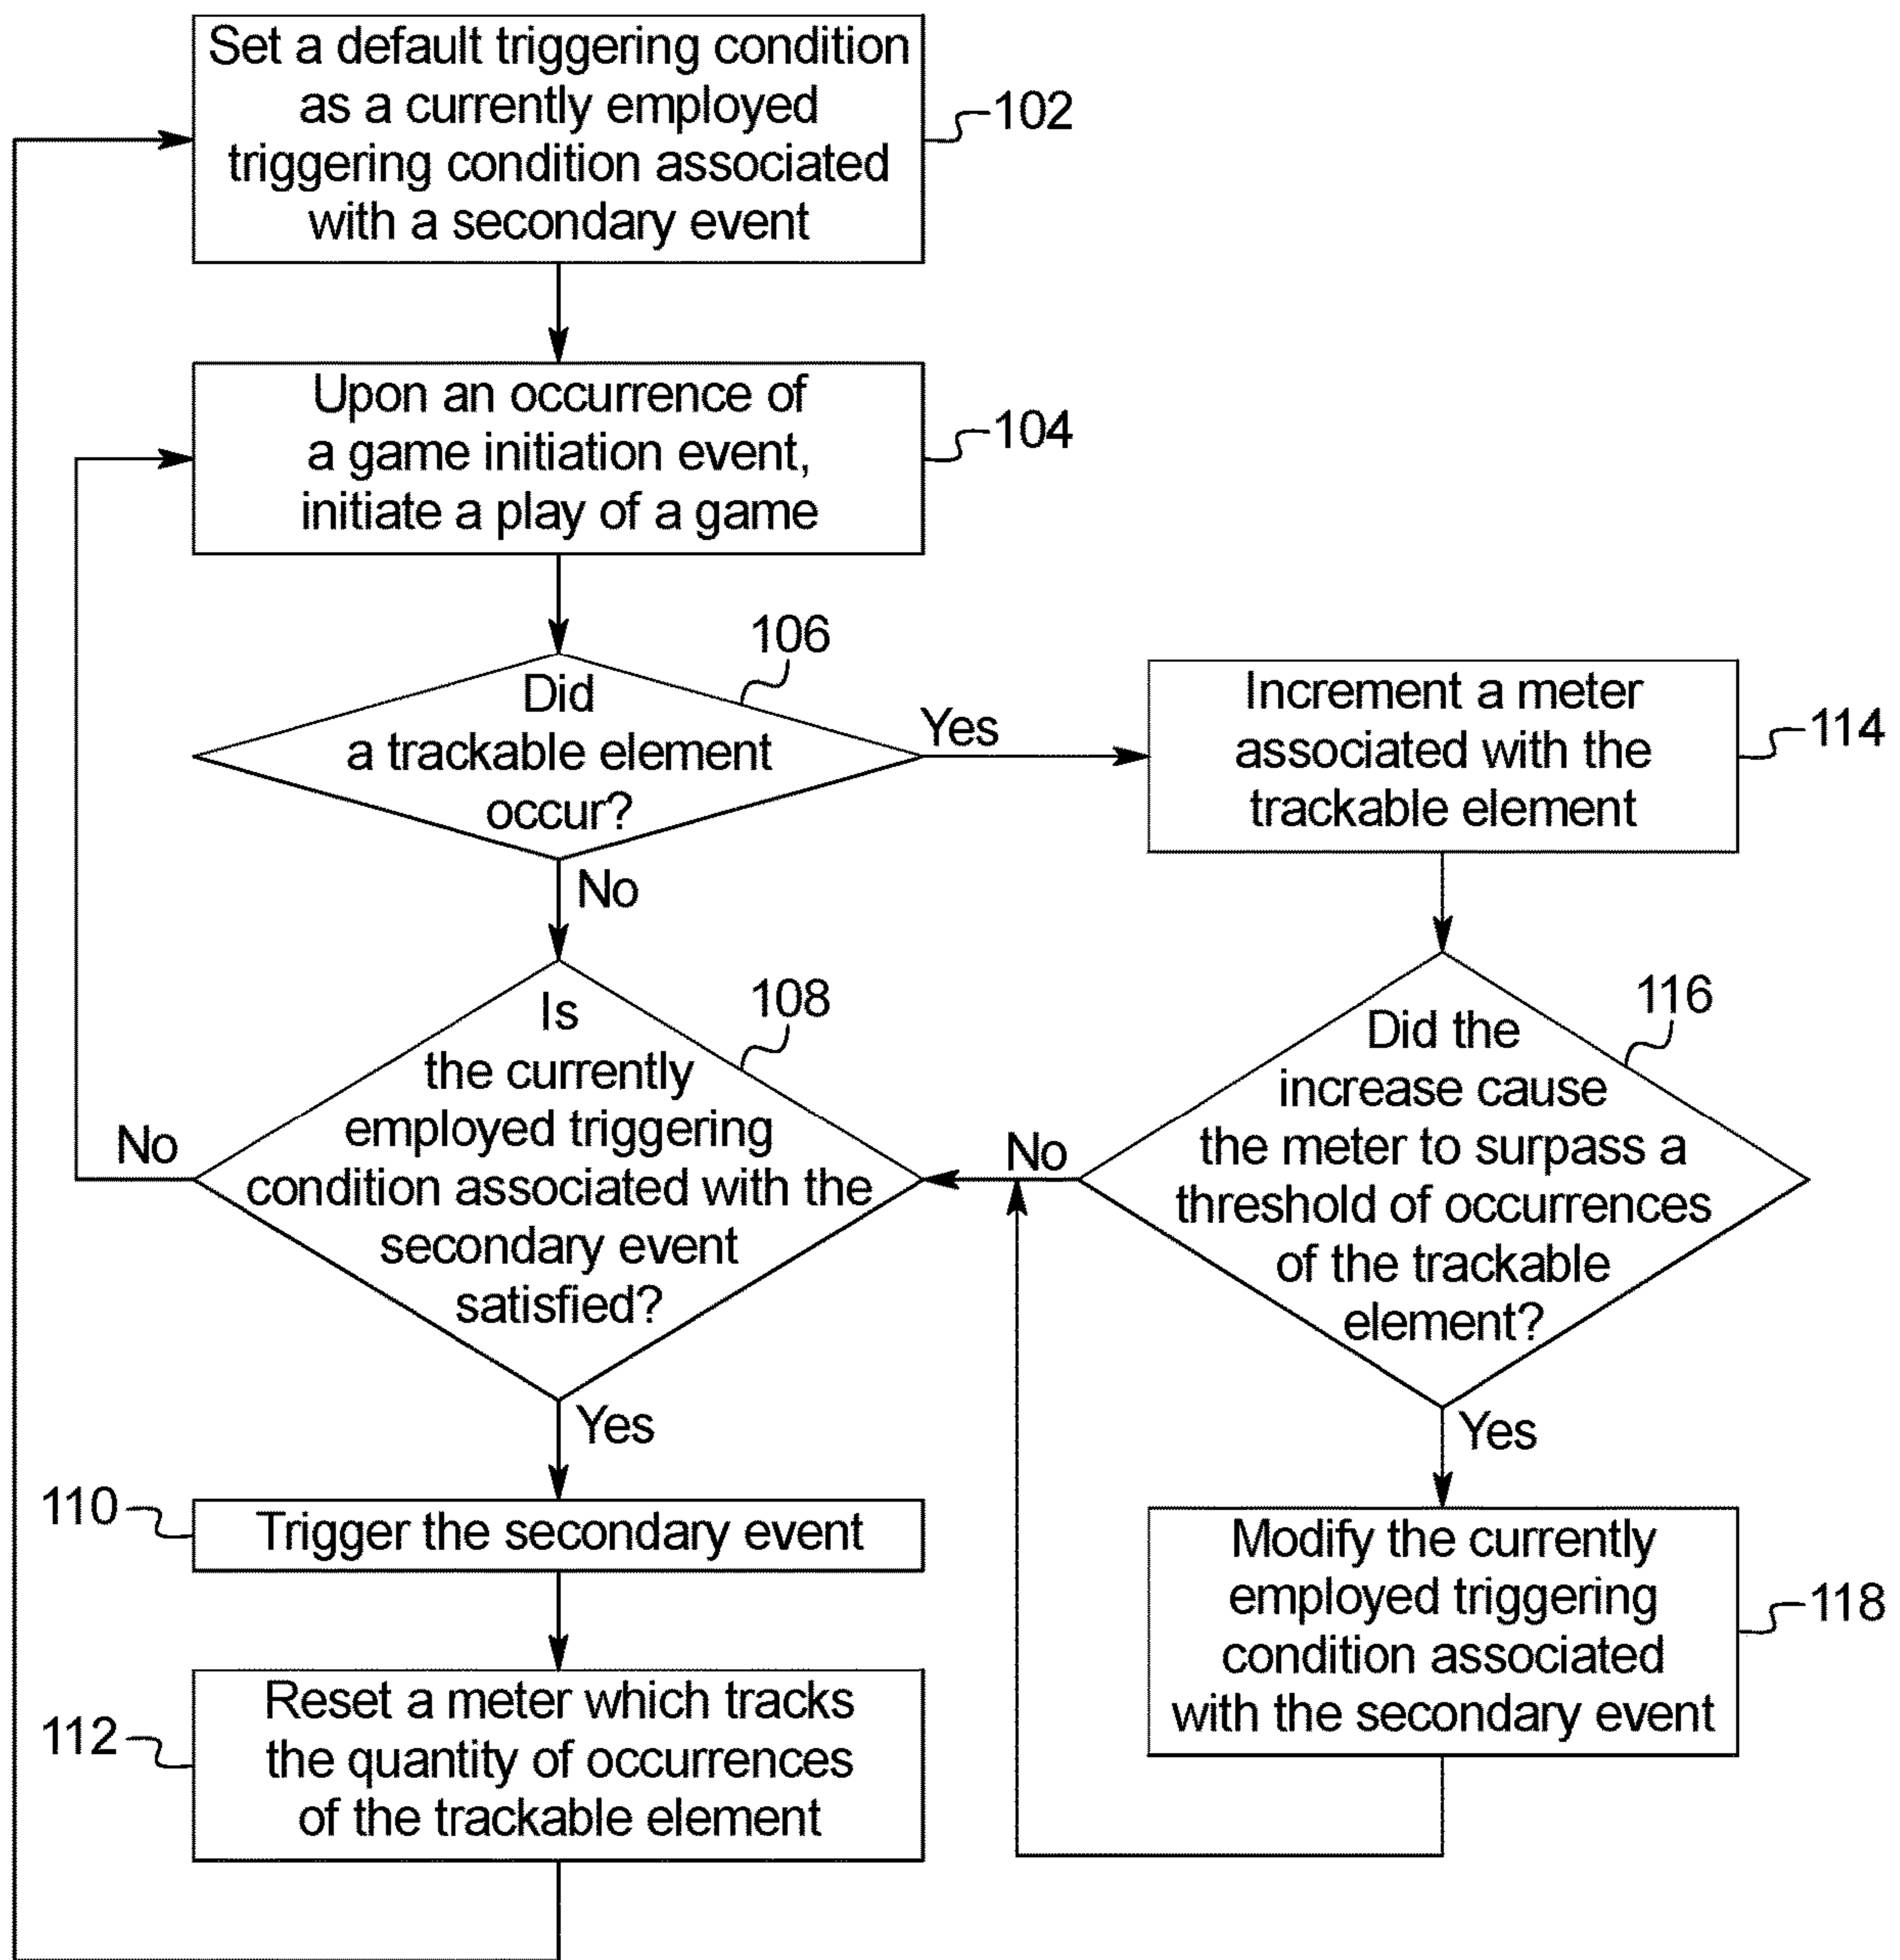 Set a default triggering condition
as a currently employed
triggering condition associated
with a secondary event
102
Upon an occurrence of
a game initiation event,
initiate a play of a game
104
106
Did
a trackable element
occur?
Yes
No
Increment a meter
associated with the
trackable element
114
108
Is
the currently
employed triggering
condition associated with the
secondary event
satisfied?
No
Yes
116
Did the
increase cause
the meter to surpass a
threshold of occurrences
of the trackable
element?
No
Yes
110
Trigger the secondary event
Modify the currently
employed triggering
condition associated
with the secondary event
118
112
Reset a meter which tracks
the quantity of occurrences
of the trackable element